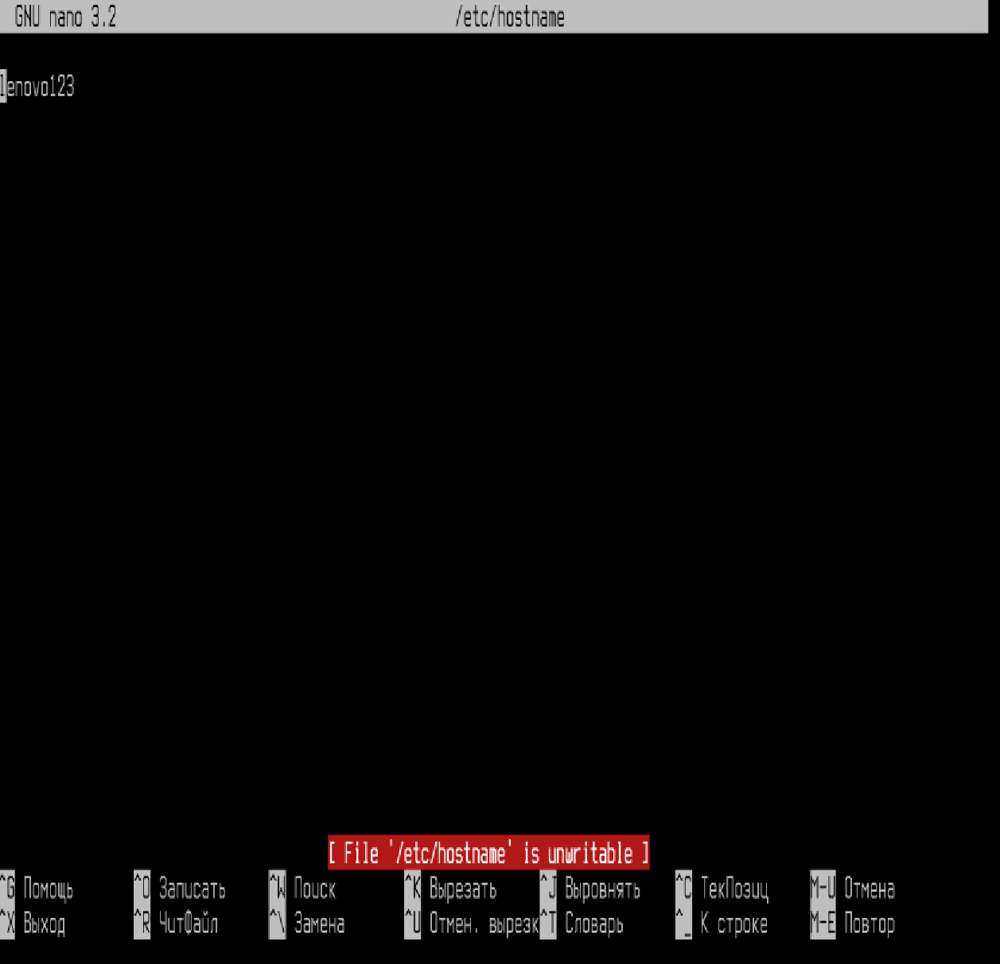 GNU nano 3.2 /etc/hostname
lenovo123
[ File '/etc/hostname' is unwritable ]
^G Помощь ^O Записать ^W Поиск ^K Вырезать ^J Выровнять ^C ТекПозиц M-U Отмена
^X Выход ^R ЧитФайл ^\ Замена ^U Отмен. вырезк ^T Словарь ^_ К строке M-E Повтор